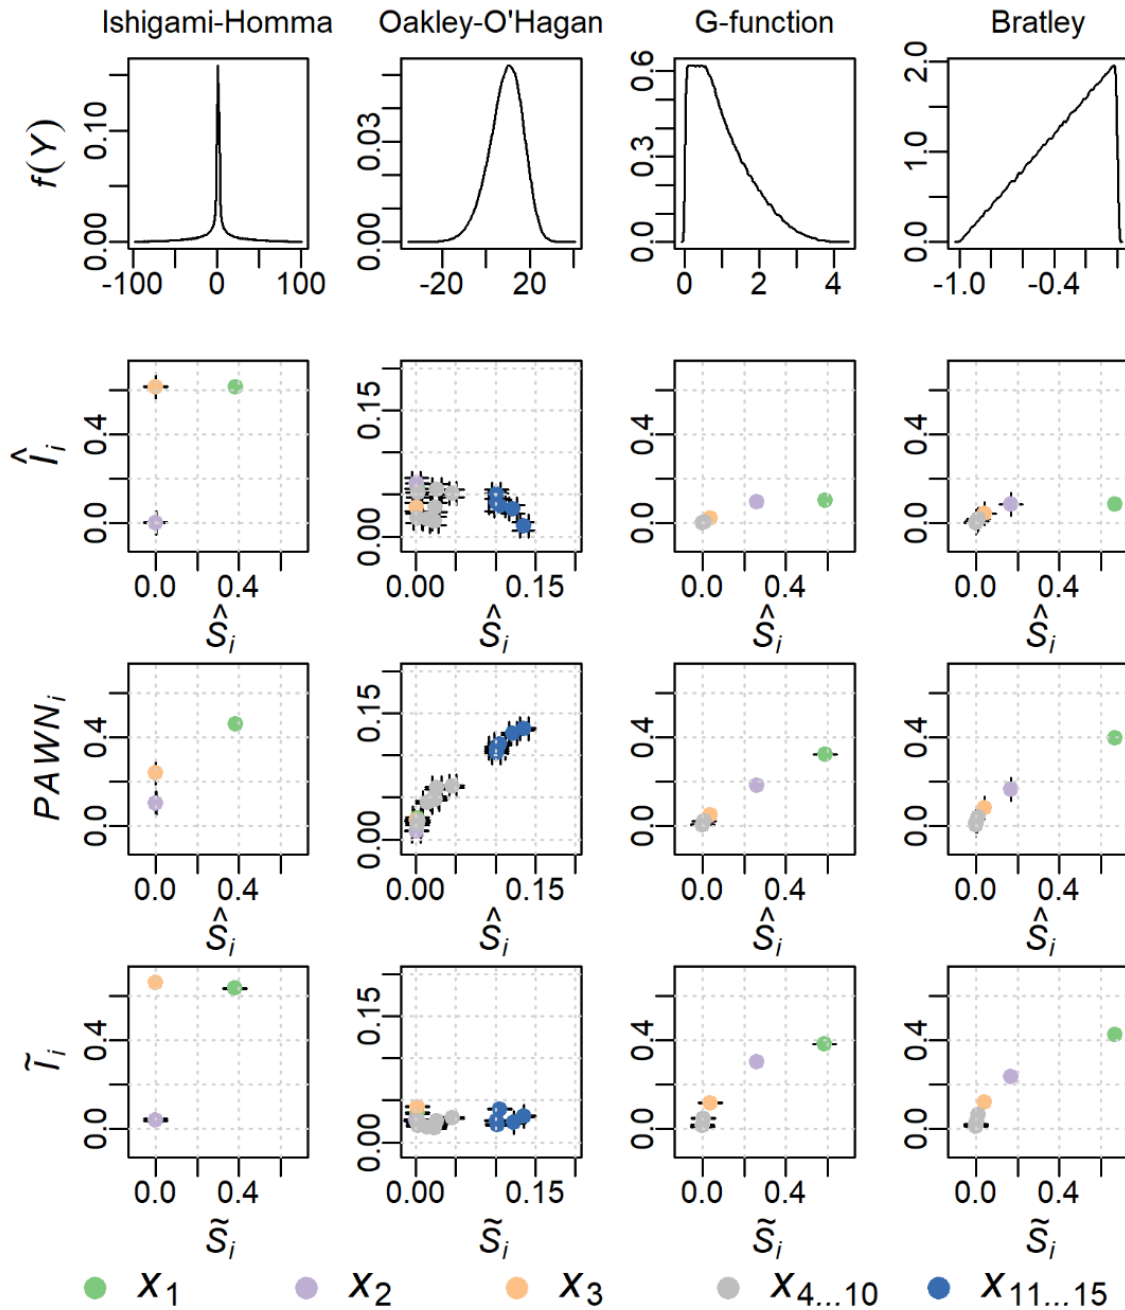 Ishigami-Homma Oakley-O'Hagan G-function Bratley
f(Y)
0.00 0.10
-100 0 100
0.00 0.03
-20 20
0.0 0.3 0.6
0 2 4
0.0 1.0 2.0
-1.0 -0.4
Î_i
0.0 0.4
0.00 0.15
0.0 0.4
0.0 0.4
0.0 0.4 0.00 0.15 0.0 0.4 0.0 0.4
Ŝ_i Ŝ_i Ŝ_i Ŝ_i
PAWN_i
0.0 0.4
0.00 0.15
0.0 0.4
0.0 0.4
0.0 0.4 0.00 0.15 0.0 0.4 0.0 0.4
Ŝ_i Ŝ_i Ŝ_i Ŝ_i
Ĩ_i
0.0 0.4
0.00 0.15
0.0 0.4
0.0 0.4
0.0 0.4 0.00 0.15 0.0 0.4 0.0 0.4
S̃_i S̃_i S̃_i S̃_i
x_1 x_2 x_3 x_{4...10} x_{11...15}